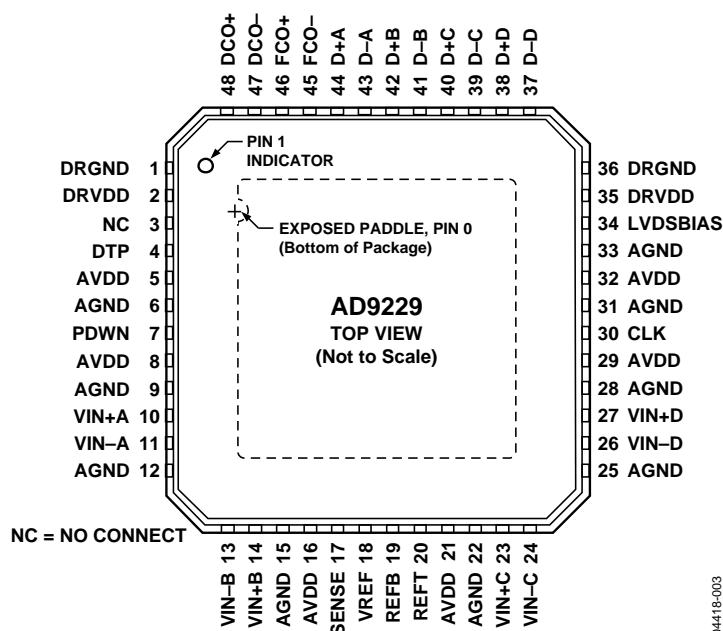 48 DCO+
47 DCO–
46 FCO+
45 FCO–
44 D+A
43 D–A
42 D+B
41 D–B
40 D+C
39 D–C
38 D+D
37 D–D
PIN 1
INDICATOR
EXPOSED PADDLE, PIN 0
(Bottom of Package)
AD9229
TOP VIEW
(Not to Scale)
DRGND 1
DRVDD 2
NC 3
DTP 4
AVDD 5
AGND 6
PDWN 7
AVDD 8
AGND 9
VIN+A 10
VIN–A 11
AGND 12
36 DRGND
35 DRVDD
34 LVDSBIAS
33 AGND
32 AVDD
31 AGND
30 CLK
29 AVDD
28 AGND
27 VIN+D
26 VIN–D
25 AGND
NC = NO CONNECT
VIN–B 13
VIN+B 14
AGND 15
AVDD 16
SENSE 17
VREF 18
REFB 19
REFT 20
AVDD 21
AGND 22
VIN+C 23
VIN–C 24
04418-003